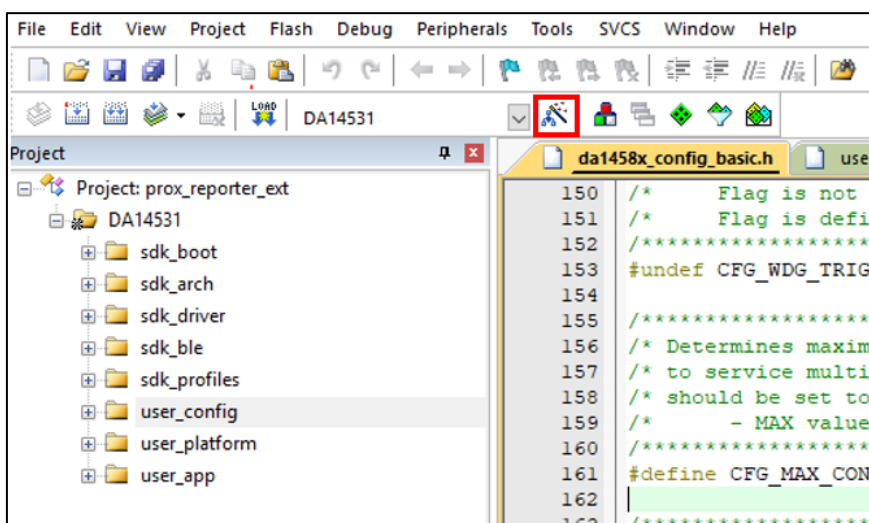 File Edit View Project Flash Debug Peripherals Tools SVCS Window Help
LOAD DA14531
Project
da1458x_config_basic.h use
Project: prox_reporter_ext
DA14531
sdk_boot
sdk_arch
sdk_driver
sdk_ble
sdk_profiles
user_config
user_platform
user_app
150 /* Flag is not
151 /* Flag is defi
152 /*******************
153 #undef CFG_WDG_TRIG
154
155 /*******************
156 /* Determines maxim
157 /* to service multi
158 /* should be set to
159 /* - MAX value
160 /*******************
161 #define CFG_MAX_CON
162
163 /*******************